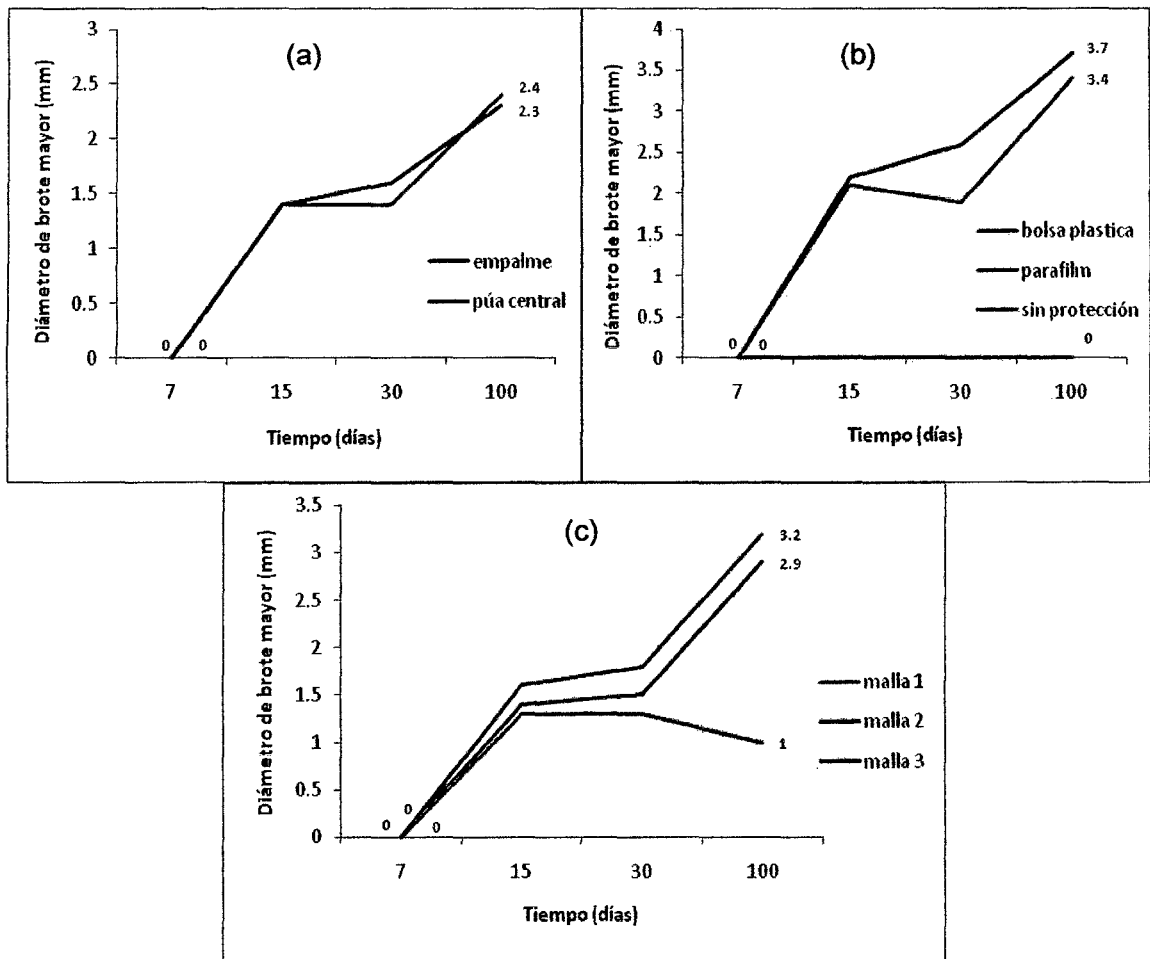 (a)
Diámetro de brote mayor (mm)
3
2.5
2
1.5
1
0.5
0
2.4
2.3
0 0
empalme
púa central
7 15 30 100
Tiempo (días)
(b)
Diámetro de brote mayor (mm)
4
3.5
3
2.5
2
1.5
1
0.5
0
3.7
3.4
0
0 0
bolsa plastica
parafilm
sin protección
7 15 30 100
Tiempo (días)
(c)
Diámetro de brote mayor (mm)
3.5
3
2.5
2
1.5
1
0.5
0
3.2
2.9
1
0
0 0
malla 1
malla 2
malla 3
7 15 30 100
Tiempo (días)